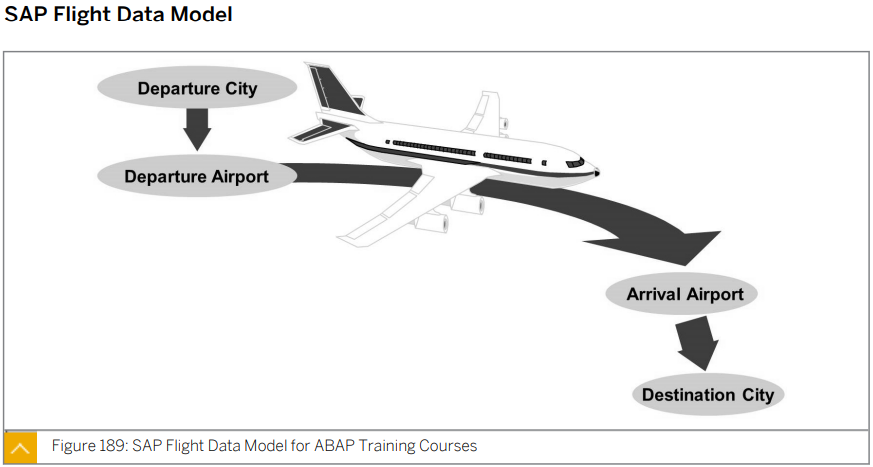 SAP Flight Data Model
Departure City
Departure Airport
Arrival Airport
Destination City
Figure 189: SAP Flight Data Model for ABAP Training Courses